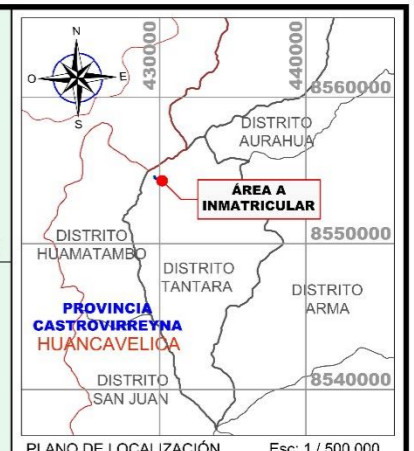 N
O
E
S
430000
440000
8560000
DISTRITO
AURAHUA
ÁREA A
INMATRICULAR
8550000
DISTRITO
HUAMATAMBO
DISTRITO
TANTARA
DISTRITO
ARMA
PROVINCIA
CASTROVIRREYNA
HUANCAVELICA
DISTRITO
SAN JUAN
8540000
PLANO DE LOCALIZACIÓN Esc: 1 / 500,000